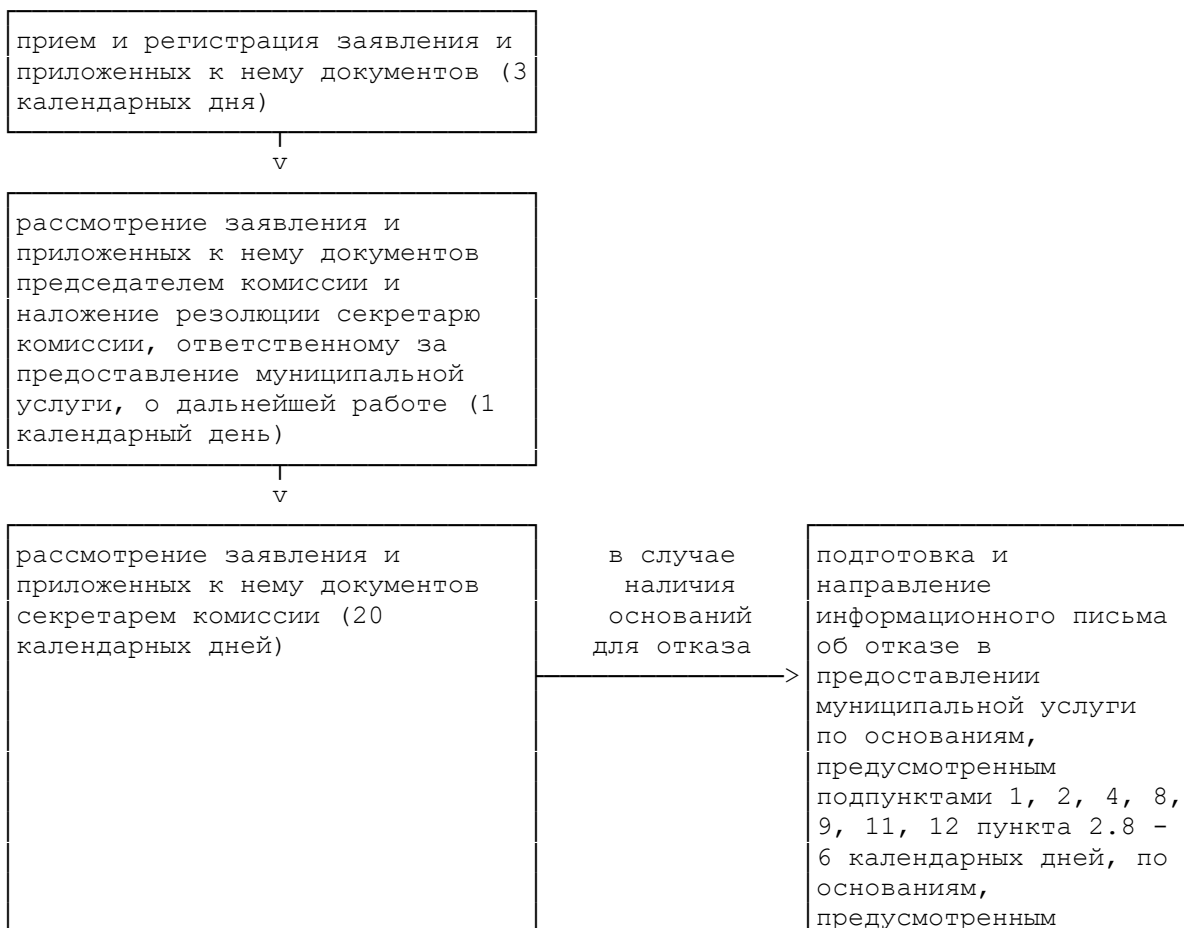 прием и регистрация заявления и
приложенных к нему документов (3
календарных дня)
v
рассмотрение заявления и
приложенных к нему документов
председателем комиссии и
наложение резолюции секретарю
комиссии, ответственному за
предоставление муниципальной
услуги, о дальнейшей работе (1
календарный день)
v
рассмотрение заявления и
приложенных к нему документов
секретарем комиссии (20
календарных дней)
в случае
наличия
оснований
для отказа
>
подготовка и
направление
информационного письма
об отказе в
предоставлении
муниципальной услуги
по основаниям,
предусмотренным
подпунктами 1, 2, 4, 8,
9, 11, 12 пункта 2.8 -
6 календарных дней, по
основаниям,
предусмотренным